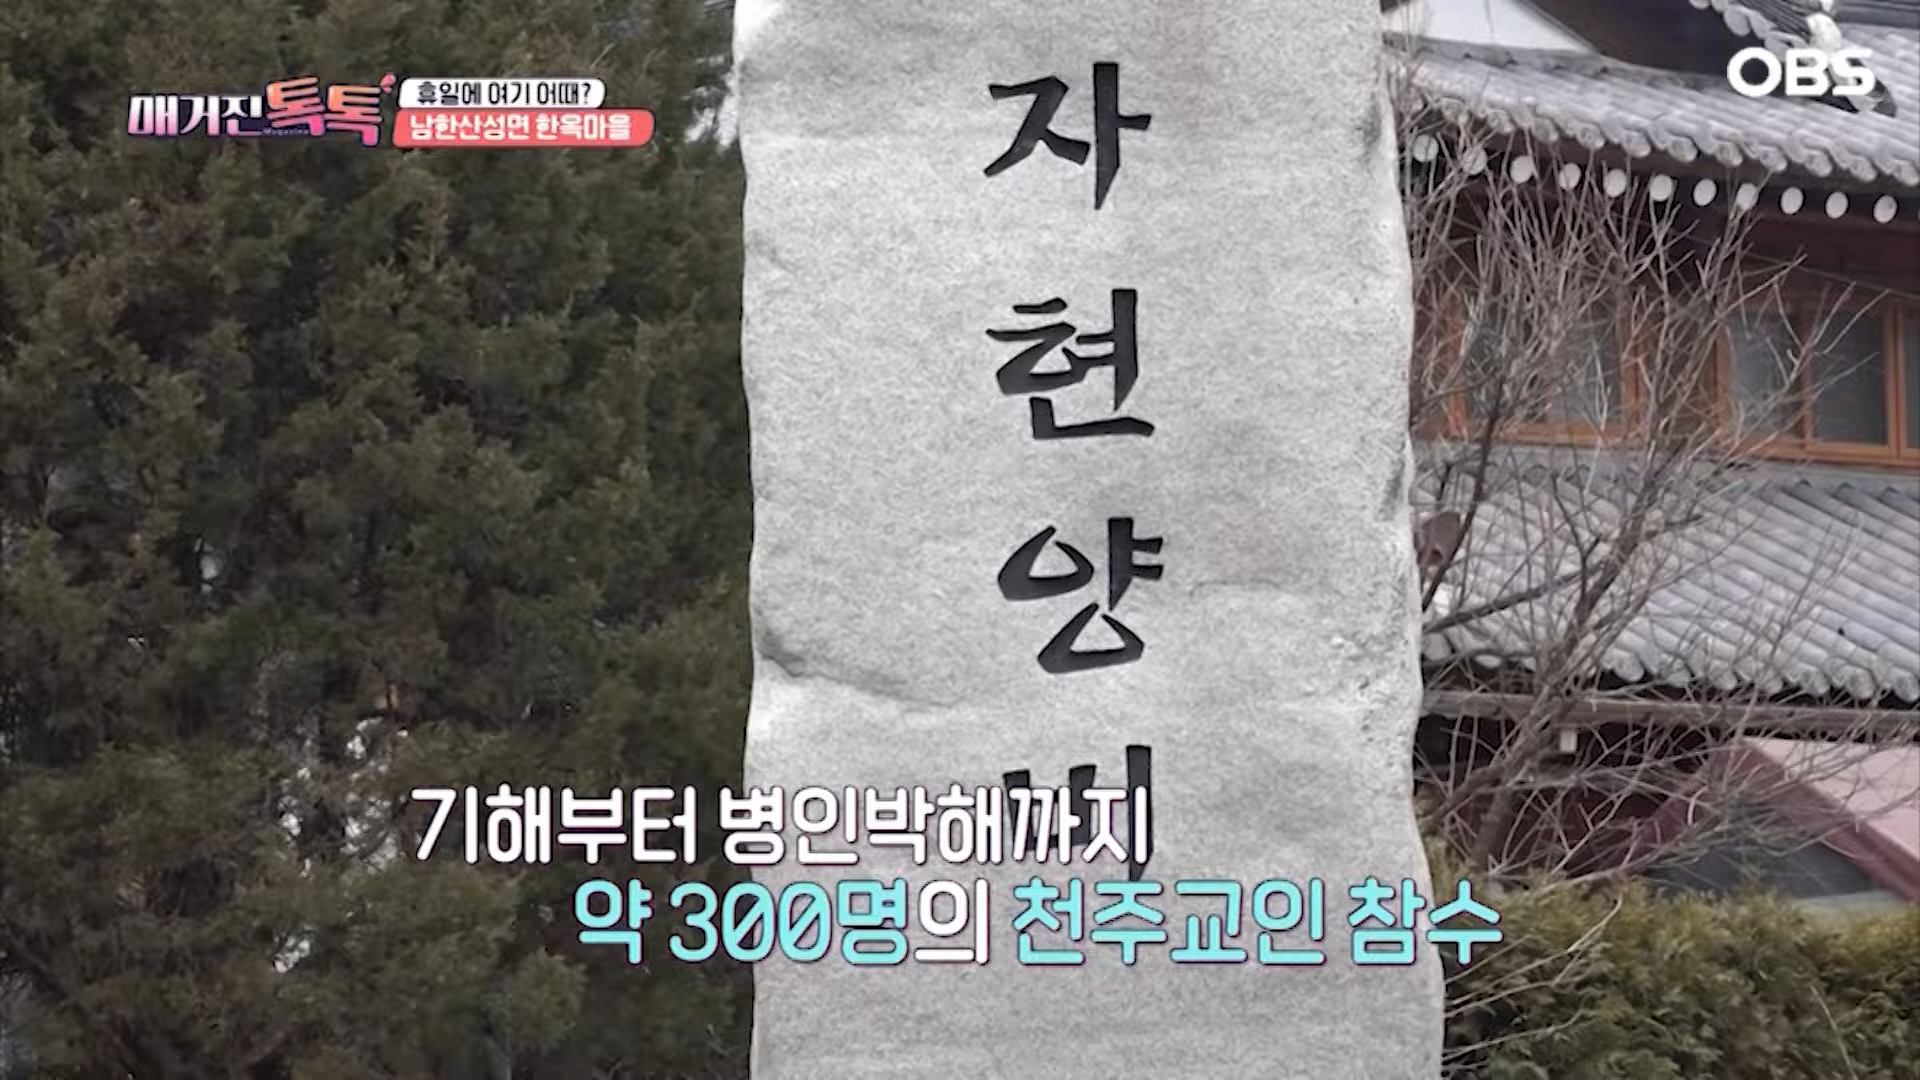 매거진 톡톡
Magazine
휴일에 여기 어때?
남한산성면 한옥마을
OBS
자
현
양
기해부터 병인박해까지
약 300명의 천주교인 참수